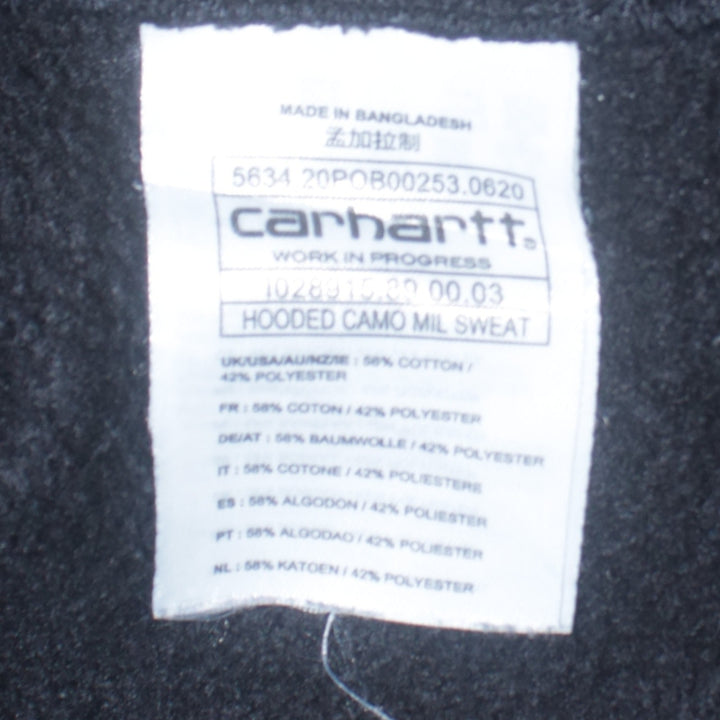 MADE IN BANGLADESH
孟加拉制
5634 20POB00253.0620
carhartt®
WORK IN PROGRESS
00.03
HOODED CAMO MIL SWEAT
UK/USA/AU/NZ/IE : 58% COTTON /
42% POLYESTER
FR : 58% COTON / 42% POLYESTER
DE/AT : 58% BAUMWOLLE / 42% POLYESTER
IT : 58% COTONE / 42% POLIESTERE
ES : 58% ALGODON / 42% POLIESTER
PT : 58% ALGODAO / 42% POLIESTER
NL : 58% KATOEN / 42% POLYESTER